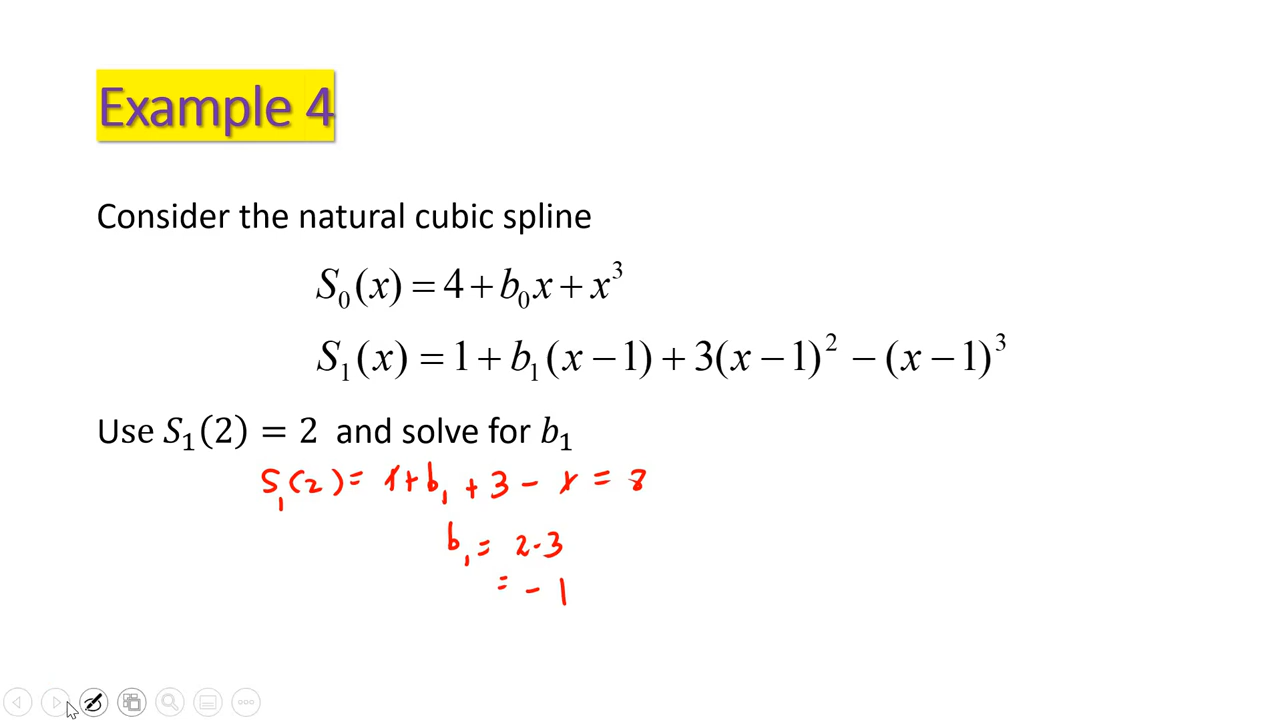 Example 4
Consider the natural cubic spline
S₀(x) = 4 + b₀x + x³
S₁(x) = 1 + b₁(x − 1) + 3(x − 1)² − (x − 1)³
Use S₁(2) = 2 and solve for b₁
S₁(2) = 1 + b₁ + 3 - 1 =
b₁ = 2 - 3
= - 1